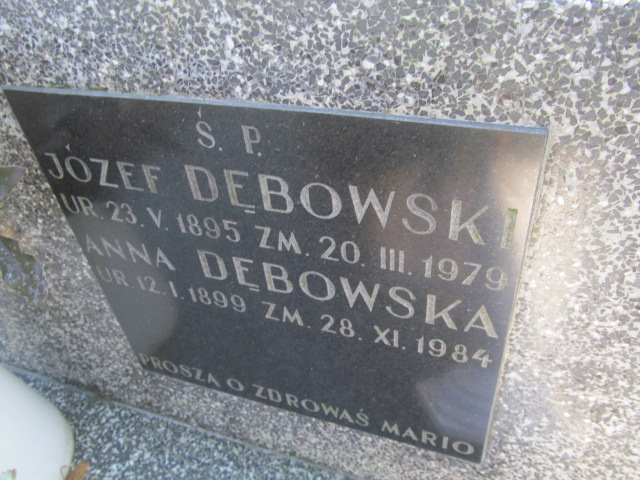 Ś. P.
JÓZEF DĘBOWSKI
UR. 23. V. 1895 ZM. 20. III. 1979
ANNA DĘBOWSKA
UR. 12. I. 1899 ZM. 28. XI. 1984
PROSZĄ O ZDROWAŚ MARIO